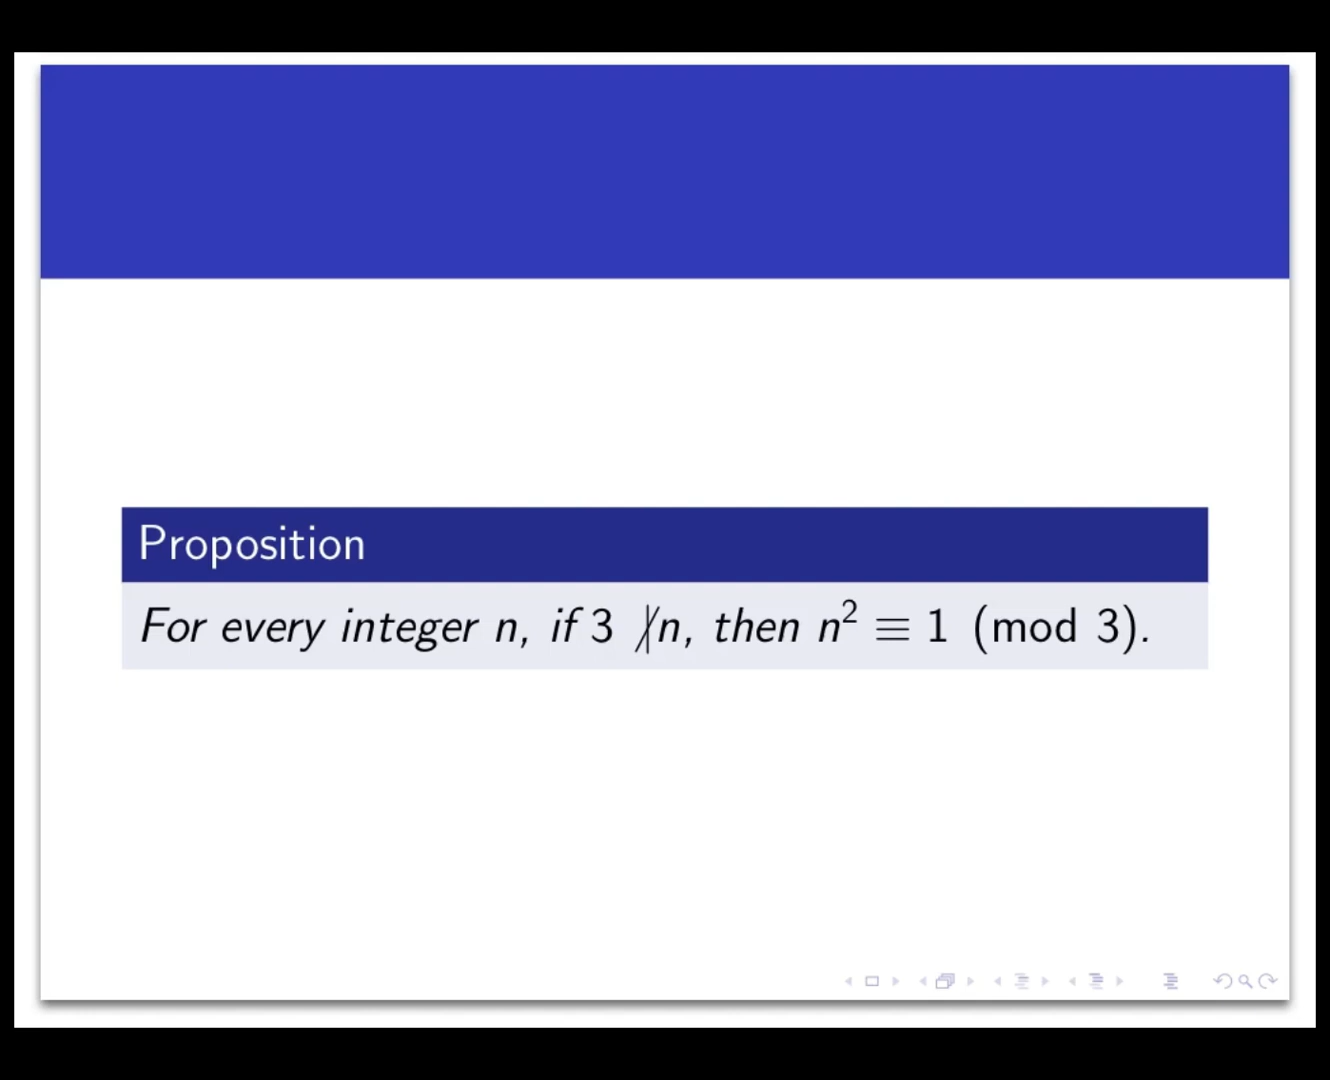 Proposition
For every integer n, if 3 ∤ n, then n² ≡ 1 (mod 3).